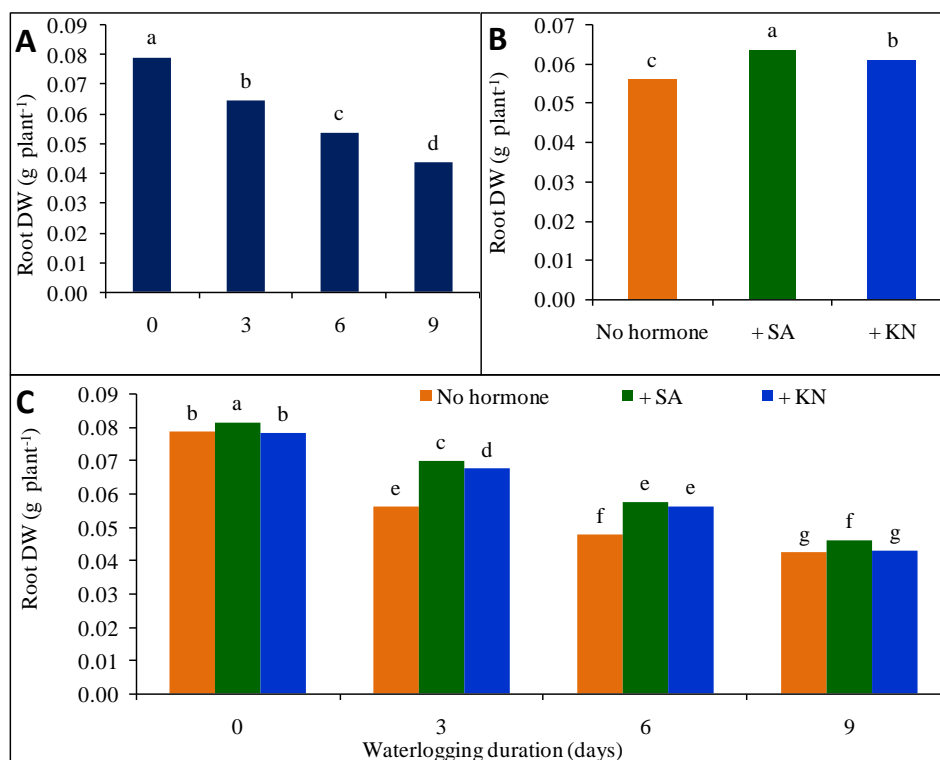 A
Root DW (g plant-1)
0.09
0.08
0.07
0.06
0.05
0.04
0.03
0.02
0.01
0.00
a
b
c
d
0 3 6 9
B
Root DW (g plant-1)
0.07
0.06
0.05
0.04
0.03
0.02
0.01
0.00
c
a
b
No hormone + SA + KN
C
No hormone + SA + KN
Root DW (g plant-1)
0.09
0.08
0.07
0.06
0.05
0.04
0.03
0.02
0.01
0.00
b a b
e c d
f e e
g f g
0 3 6 9
Waterlogging duration (days)